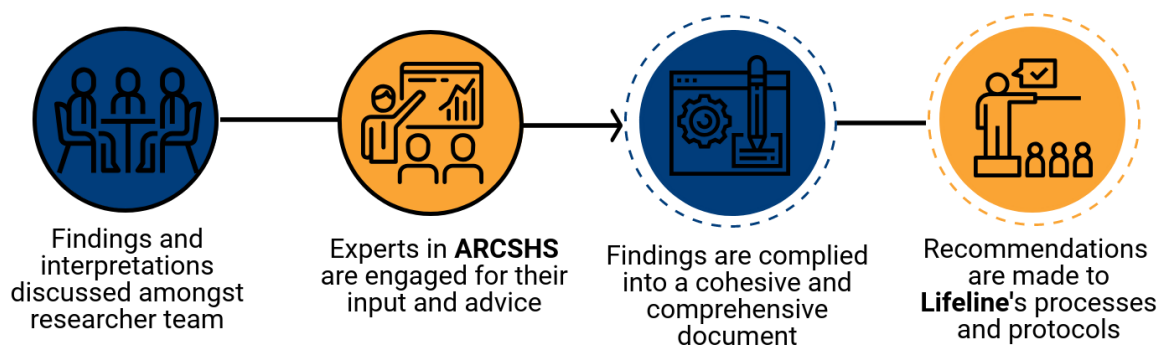 Findings and
interpretations
discussed amongst
researcher team
Experts in ARCSHS
are engaged for their
input and advice
Findings are complied
into a cohesive and
comprehensive
document
Recommendations
are made to
Lifeline's processes
and protocols